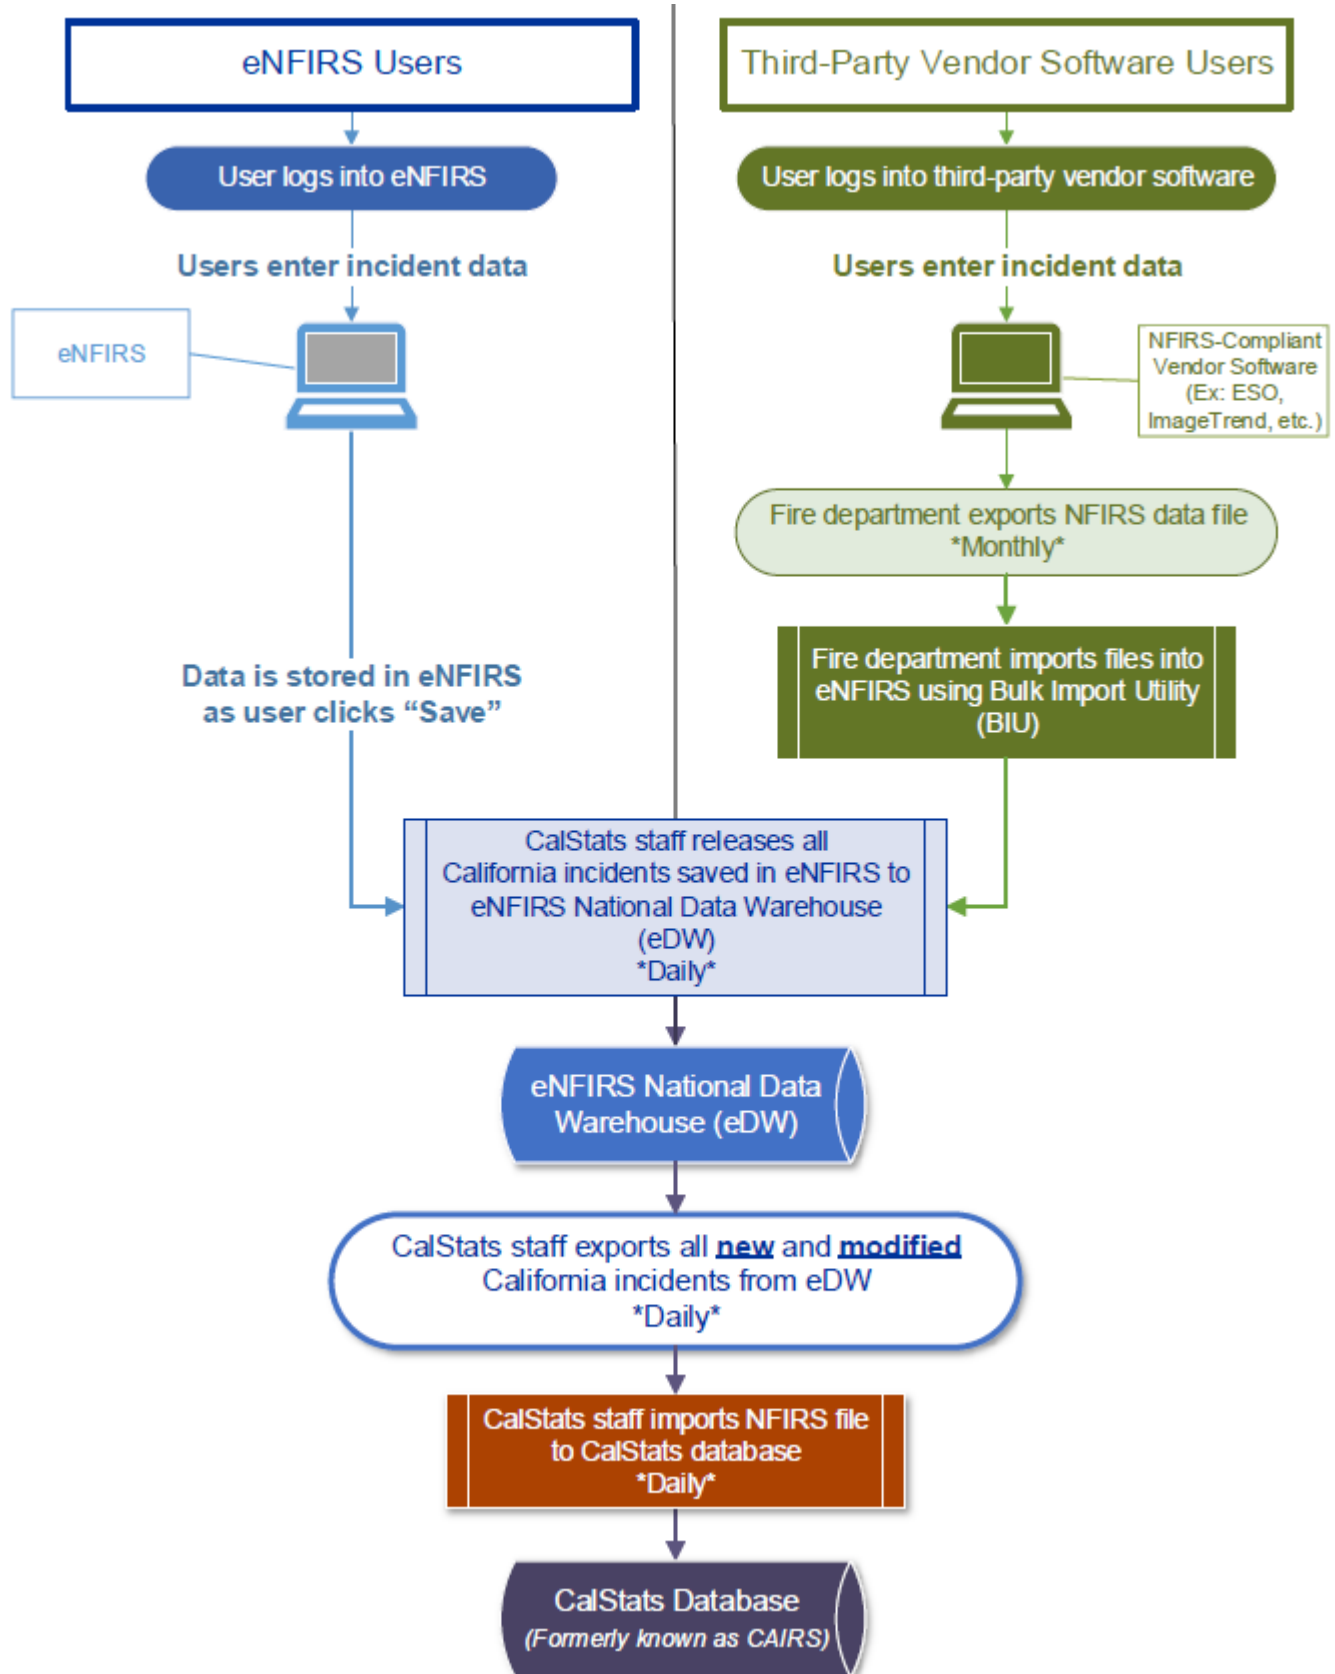 eNFIRS Users
User logs into eNFIRS
Users enter incident data
eNFIRS
Data is stored in eNFIRS
as user clicks “Save”
Third-Party Vendor Software Users
User logs into third-party vendor software
Users enter incident data
NFIRS-Compliant
Vendor Software
(Ex: ESO,
ImageTrend, etc.)
Fire department exports NFIRS data file
*Monthly*
Fire department imports files into
eNFIRS using Bulk Import Utility
(BIU)
CalStats staff releases all
California incidents saved in eNFIRS to
eNFIRS National Data Warehouse
(eDW)
*Daily*
eNFIRS National Data
Warehouse (eDW)
CalStats staff exports all new and modified
California incidents from eDW
*Daily*
CalStats staff imports NFIRS file
to CalStats database
*Daily*
CalStats Database
(Formerly known as CAIRS)